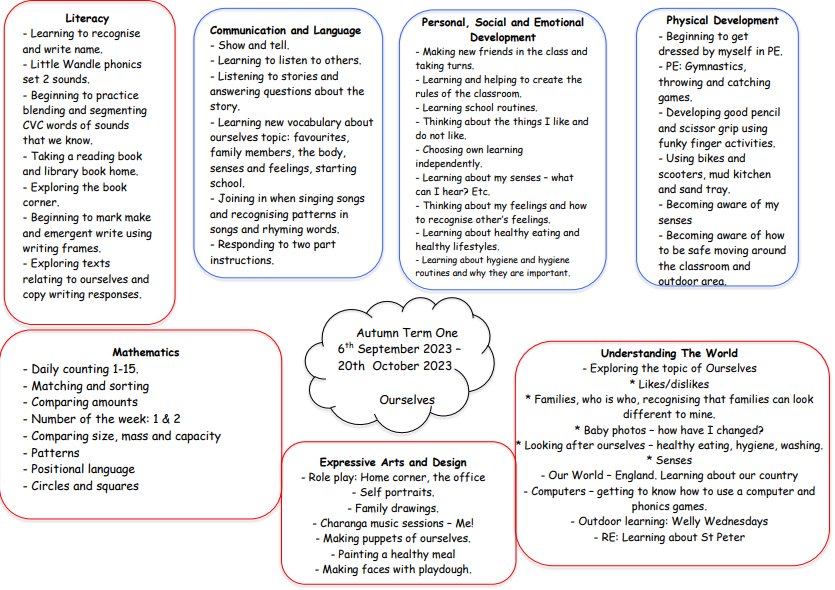 Literacy
- Learning to recognise
and write name.
- Little Wandle phonics
set 2 sounds.
- Beginning to practice
blending and segmenting
CVC words of sounds
that we know.
- Taking a reading book
and library book home.
- Exploring the book
corner.
- Beginning to mark make
and emergent write using
writing frames.
- Exploring texts
relating to ourselves and
copy writing responses.
Communication and Language
- Show and tell.
- Learning to listen to others.
- Listening to stories and
answering questions about the
story.
- Learning new vocabulary about
ourselves topic: favourites,
family members, the body,
senses and feelings, starting
school.
- Joining in when singing songs
and recognising patterns in
songs and rhyming words.
- Responding to two part
instructions.
Personal, Social and Emotional
Development
- Making new friends in the class and
taking turns.
- Learning and helping to create the
rules of the classroom.
- Learning school routines.
- Thinking about the things I like and
do not like.
- Choosing own learning
independently.
- Learning about my senses – what
can I hear? Etc.
- Thinking about my feelings and how
to recognise other's feelings.
- Learning about healthy eating and
healthy lifestyles.
- Learning about hygiene and hygiene
routines and why they are important.
Physical Development
- Beginning to get
dressed by myself in PE.
- PE: Gymnastics,
throwing and catching
games.
- Developing good pencil
and scissor grip using
funky finger activities.
- Using bikes and
scooters, mud kitchen
and sand tray.
- Becoming aware of my
senses
- Becoming aware of how
to be safe moving around
the classroom and
outdoor area.
Autumn Term One
6th September 2023 –
20th October 2023
Ourselves
Mathematics
- Daily counting 1-15.
- Matching and sorting
- Comparing amounts
- Number of the week: 1 & 2
- Comparing size, mass and capacity
- Patterns
- Positional language
- Circles and squares
Expressive Arts and Design
- Role play: Home corner, the office
- Self portraits.
- Family drawings.
- Charanga music sessions – Me!
- Making puppets of ourselves.
- Painting a healthy meal
- Making faces with playdough.
Understanding The World
- Exploring the topic of Ourselves
* Likes/dislikes
* Families, who is who, recognising that families can look
different to mine.
* Baby photos – how have I changed?
* Looking after ourselves – healthy eating, hygiene, washing.
* Senses
- Our World – England. Learning about our country
- Computers – getting to know how to use a computer and
phonics games.
- Outdoor learning: Welly Wednesdays
- RE: Learning about St Peter